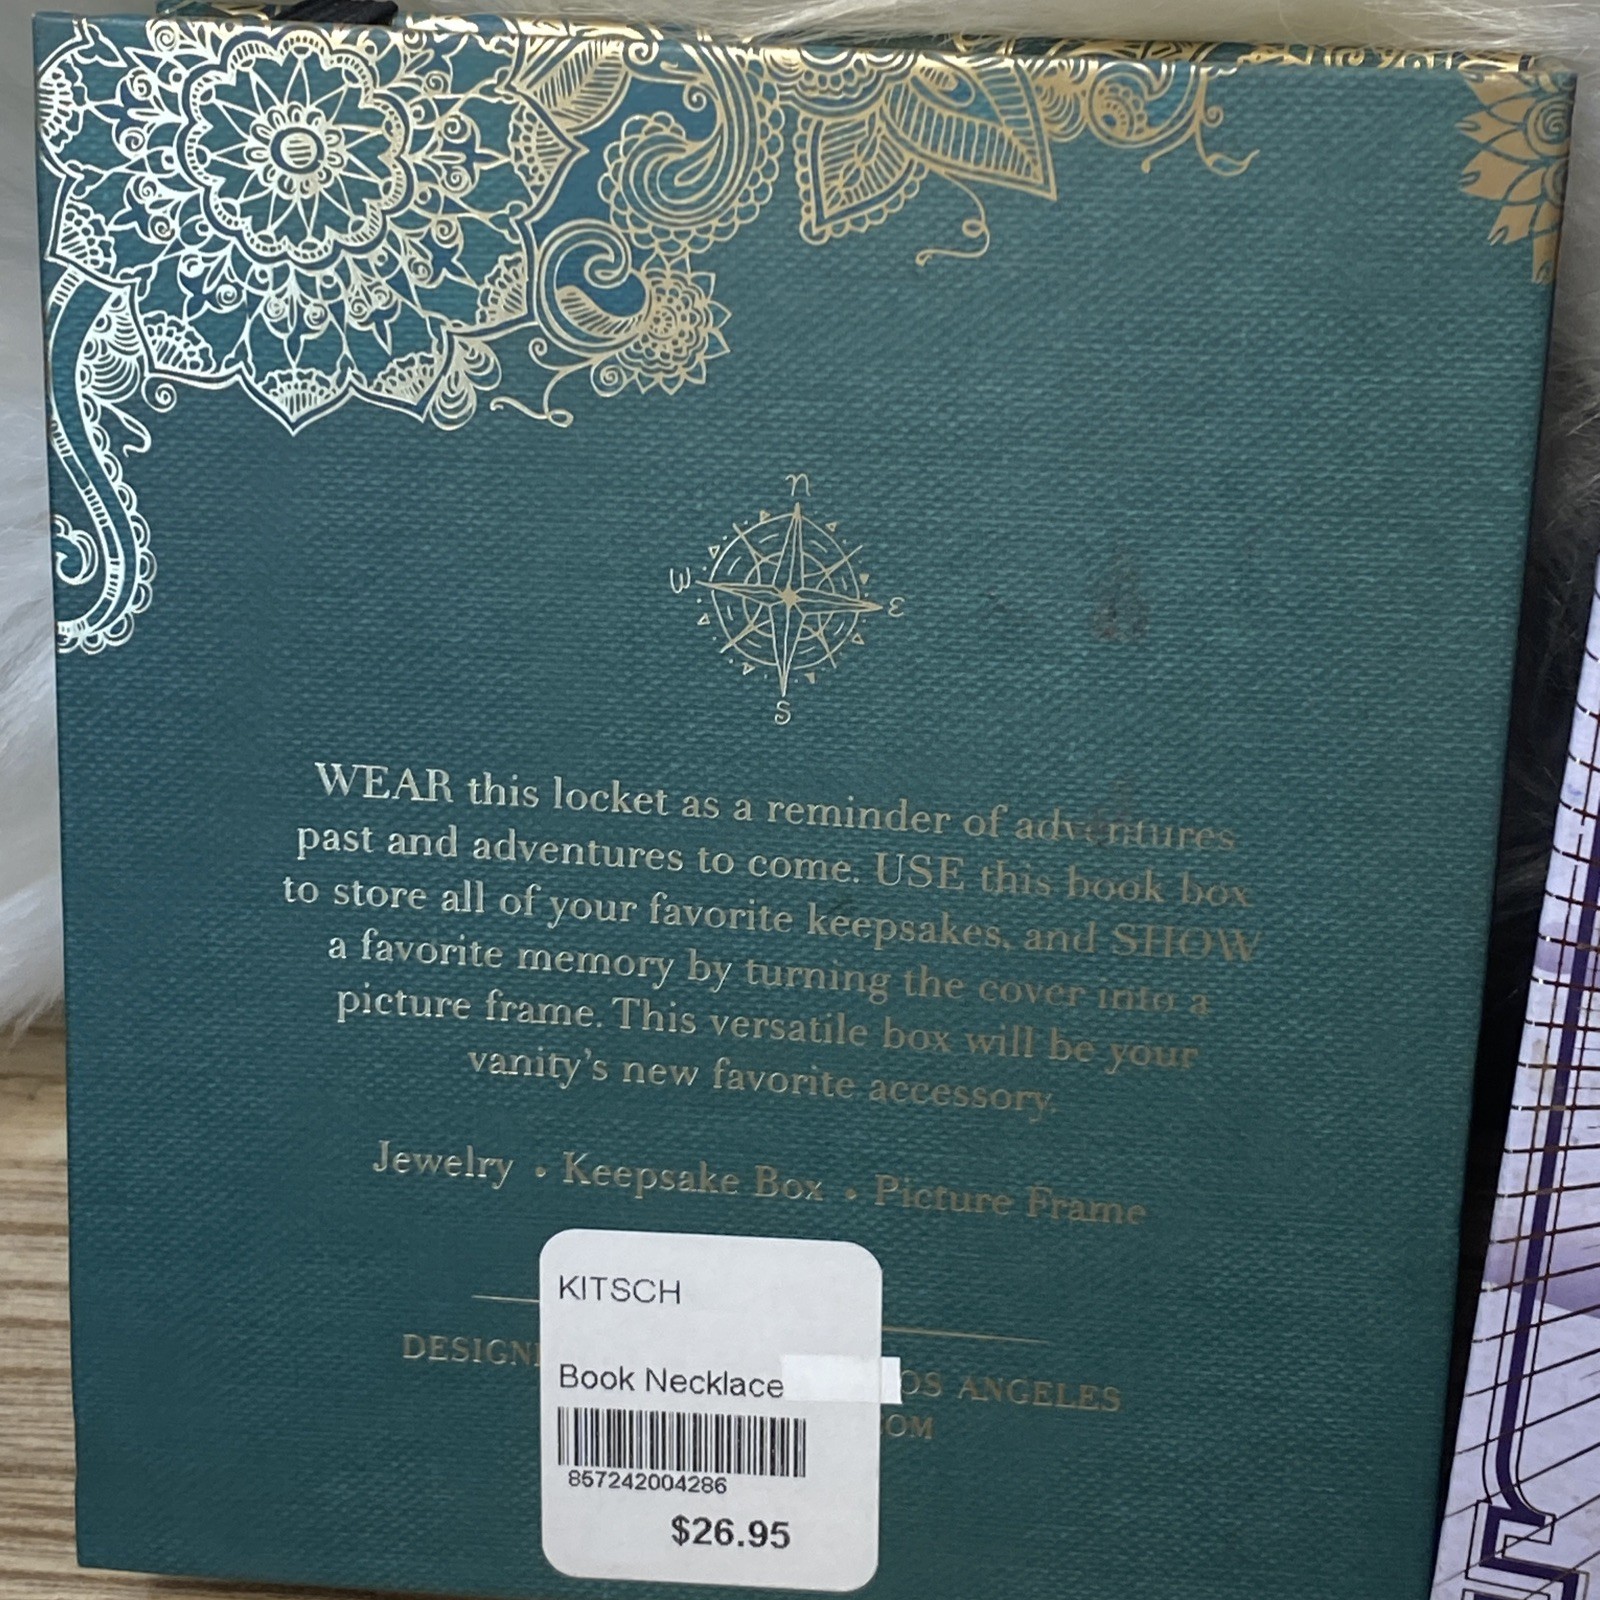 n
W
E
S
WEAR this locket as a reminder of adventures
past and adventures to come. USE this book box
to store all of your favorite keepsakes, and SHOW
a favorite memory by turning the cover into a
picture frame. This versatile box will be your
vanity's new favorite accessory.
Jewelry • Keepsake Box • Picture Frame
KITSCH
DESIGN OS ANGELES
Book Necklace
OM
857242004286
$26.95